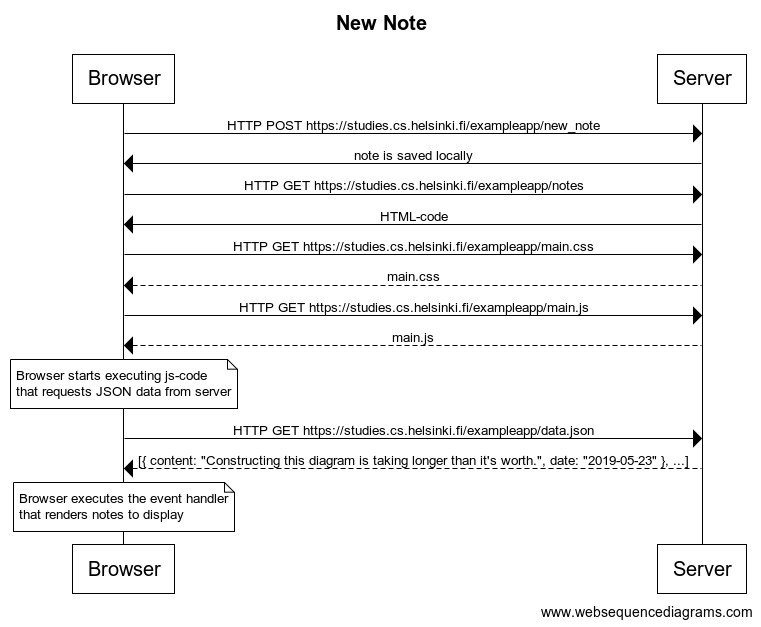 New Note
Browser
Server
HTTP POST https://studies.cs.helsinki.fi/exampleapp/new_note
note is saved locally
HTTP GET https://studies.cs.helsinki.fi/exampleapp/notes
HTML-code
HTTP GET https://studies.cs.helsinki.fi/exampleapp/main.css
main.css
HTTP GET https://studies.cs.helsinki.fi/exampleapp/main.js
main.js
Browser starts executing js-code
that requests JSON data from server
HTTP GET https://studies.cs.helsinki.fi/exampleapp/data.json
[{ content: "Constructing this diagram is taking longer than it's worth.", date: "2019-05-23" }, ...]
Browser executes the event handler
that renders notes to display
Browser
Server
www.websequencediagrams.com